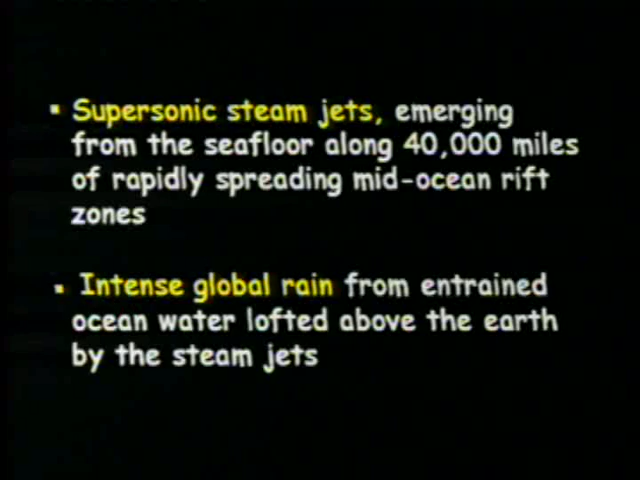 ▪ Supersonic steam jets, emerging
from the seafloor along 40,000 miles
of rapidly spreading mid-ocean rift
zones
▪ Intense global rain from entrained
ocean water lofted above the earth
by the steam jets